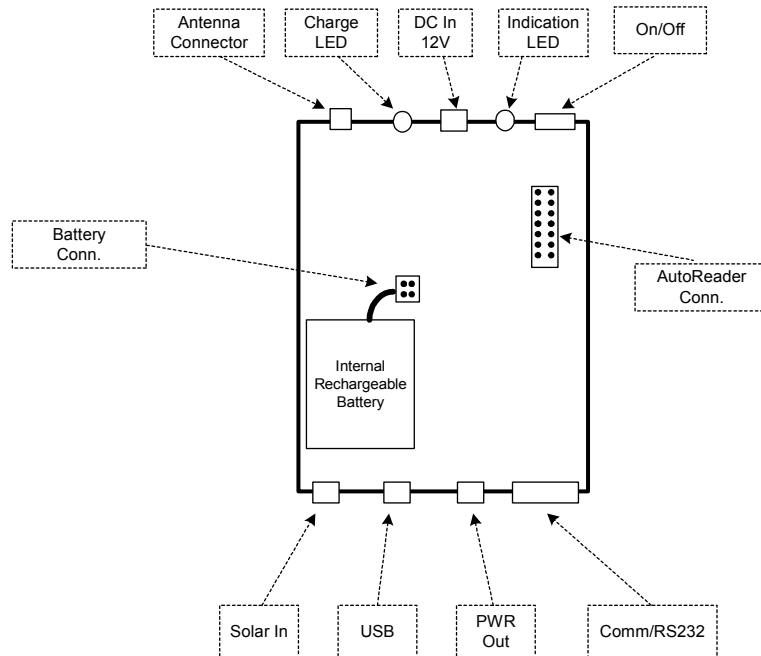 Antenna
Connector
Charge
LED
DC In
12V
Indication
LED
On/Off
Battery
Conn.
AutoReader
Conn.
Internal
Rechargeable
Battery
Solar In
USB
PWR
Out
Comm/RS232